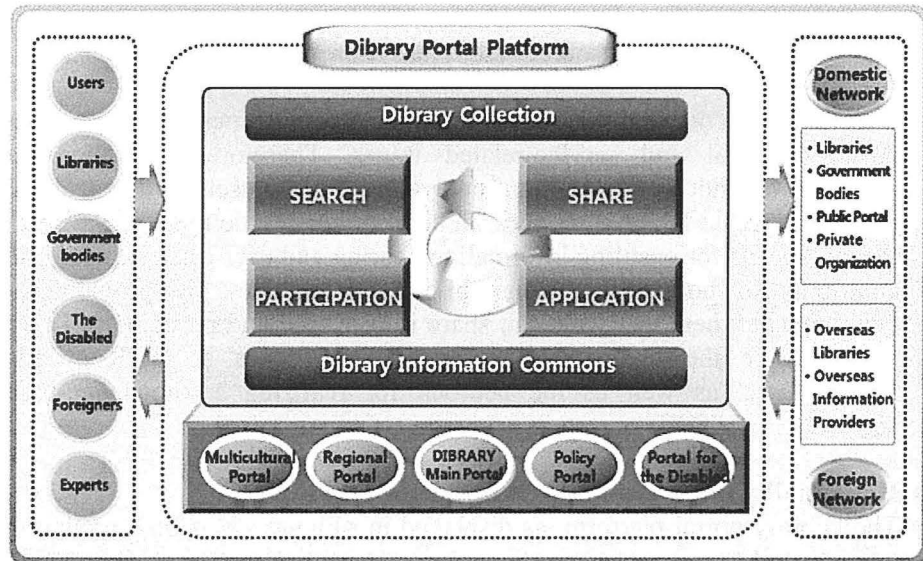 Dibrary Portal Platform
Users
Libraries
Government
bodies
The
Disabled
Foreigners
Experts
Dibrary Collection
SEARCH
SHARE
PARTICIPATION
APPLICATION
Dibrary Information Commons
Multicultural
Portal
Regional
Portal
DIBRARY
Main Portal
Policy
Portal
Portal for
the Disabled
Domestic
Network
• Libraries
• Government
Bodies
• Public Portal
• Private
Organization
• Overseas
Libraries
• Overseas
Information
Providers
Foreign
Network